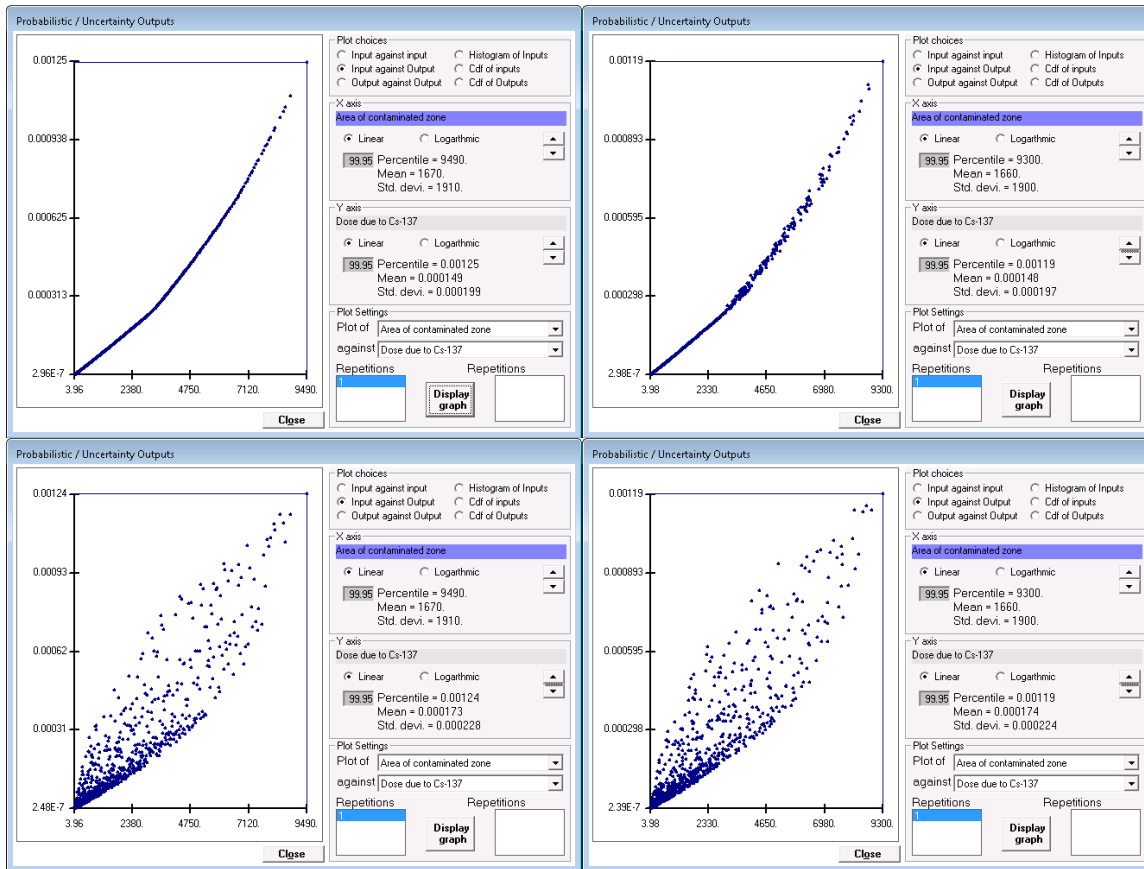 Probabilistic / Uncertainty Outputs
0.00125
0.000938
0.000625
0.000313
2.96E-7
3.96 2380. 4750. 7120. 9490.
Close
Plot choices
Input against input Histogram of Inputs
Input against Output Cdf of inputs
Output against Output Cdf of Outputs
X axis
Area of contaminated zone
Linear Logarithmic
99.95 Percentile = 9490.
Mean = 1670.
Std. devi. = 1910.
Y axis
Dose due to Cs-137
Linear Logarithmic
99.95 Percentile = 0.00125
Mean = 0.000149
Std. devi. = 0.000199
Plot Settings
Plot of Area of contaminated zone
against Dose due to Cs-137
Repetitions Repetitions
1
Display
graph
Probabilistic / Uncertainty Outputs
0.00119
0.000893
0.000595
0.000298
2.98E-7
3.98 2330. 4650. 6980. 9300.
Close
Plot choices
Input against input Histogram of Inputs
Input against Output Cdf of inputs
Output against Output Cdf of Outputs
X axis
Area of contaminated zone
Linear Logarithmic
99.95 Percentile = 9300.
Mean = 1660.
Std. devi. = 1900.
Y axis
Dose due to Cs-137
Linear Logarithmic
99.95 Percentile = 0.00119
Mean = 0.000148
Std. devi. = 0.000197
Plot Settings
Plot of Area of contaminated zone
against Dose due to Cs-137
Repetitions Repetitions
1
Display
graph
Probabilistic / Uncertainty Outputs
0.00124
0.00093
0.00062
0.00031
2.48E-7
3.96 2380. 4750. 7120. 9490.
Close
Plot choices
Input against input Histogram of Inputs
Input against Output Cdf of inputs
Output against Output Cdf of Outputs
X axis
Area of contaminated zone
Linear Logarithmic
99.95 Percentile = 9490.
Mean = 1670.
Std. devi. = 1910.
Y axis
Dose due to Cs-137
Linear Logarithmic
99.95 Percentile = 0.00124
Mean = 0.000173
Std. devi. = 0.000228
Plot Settings
Plot of Area of contaminated zone
against Dose due to Cs-137
Repetitions Repetitions
1
Display
graph
Probabilistic / Uncertainty Outputs
0.00119
0.000893
0.000595
0.000298
2.39E-7
3.98 2330. 4650. 6980. 9300.
Close
Plot choices
Input against input Histogram of Inputs
Input against Output Cdf of inputs
Output against Output Cdf of Outputs
X axis
Area of contaminated zone
Linear Logarithmic
99.95 Percentile = 9300.
Mean = 1660.
Std. devi. = 1900.
Y axis
Dose due to Cs-137
Linear Logarithmic
99.95 Percentile = 0.00119
Mean = 0.000174
Std. devi. = 0.000224
Plot Settings
Plot of Area of contaminated zone
against Dose due to Cs-137
Repetitions Repetitions
1
Display
graph